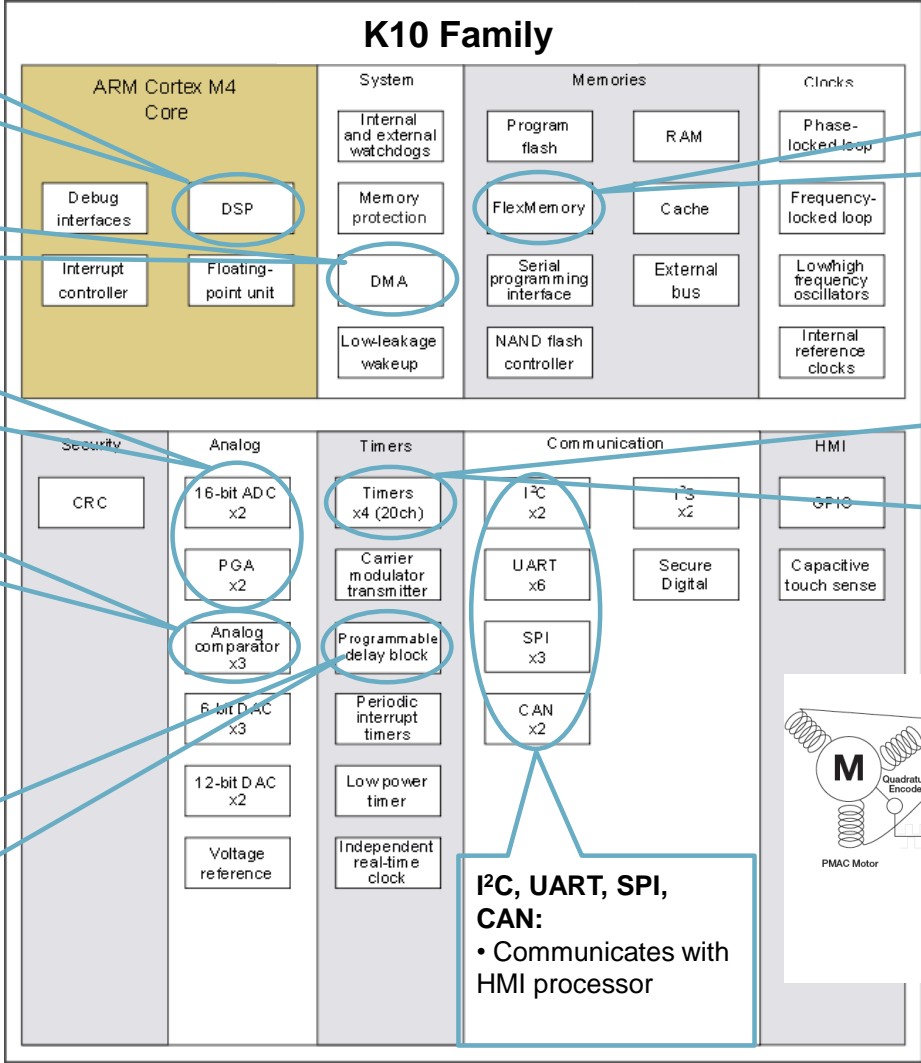 K10 Family
ARM Cortex M4
Core
Debug
interfaces
DSP
Interrupt
controller
Floating-
point unit
System
Internal
and external
watchdogs
Memory
protection
DMA
Low-leakage
wakeup
Memories
Program
flash
RAM
FlexMemory
Cache
Serial
programming
interface
External
bus
NAND flash
controller
Clocks
Phase-
locked loop
Frequency-
locked loop
Low/high
frequency
oscillators
Internal
reference
clocks
Security
CRC
Analog
16-bit ADC
x2
PGA
x2
Analog
comparator
x3
6-bit DAC
x3
12-bit DAC
x2
Voltage
reference
Timers
Timers
x4 (20ch)
Carrier
modulator
transmitter
Programmable
delay block
Periodic
interrupt
timers
Low power
timer
Independent
real-time
clock
Communication
I²C
x2
I²S
x2
UART
x6
Secure
Digital
SPI
x3
CAN
x2
HMI
GPIO
Capacitive
touch sense
M
PMAC Motor
I²C, UART, SPI,
CAN:
• Communicates with
HMI processor